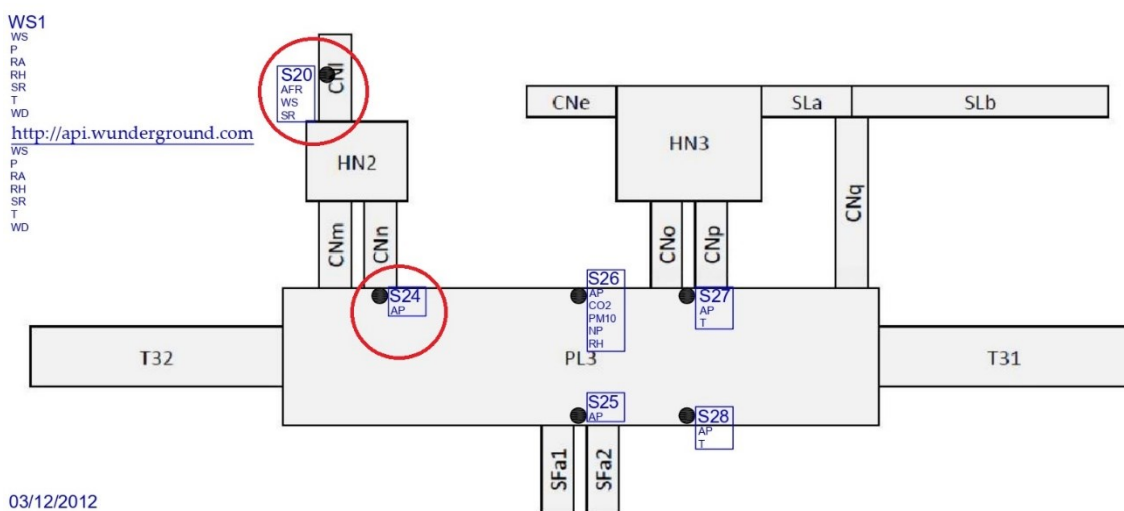 WS1
WS
P
RA
RH
SR
T
WD
http://api.wunderground.com
WS
P
RA
RH
SR
T
WD
S20
AFR
WS
SR
CNl
HN2
CNm
CNn
CNe
HN3
SLa
SLb
CNq
CNo
CNp
S24
AP
S26
AP
CO2
PM10
NP
RH
S27
AP
T
T32
PL3
T31
S25
AP
S28
AP
T
SFa1
SFa2
03/12/2012